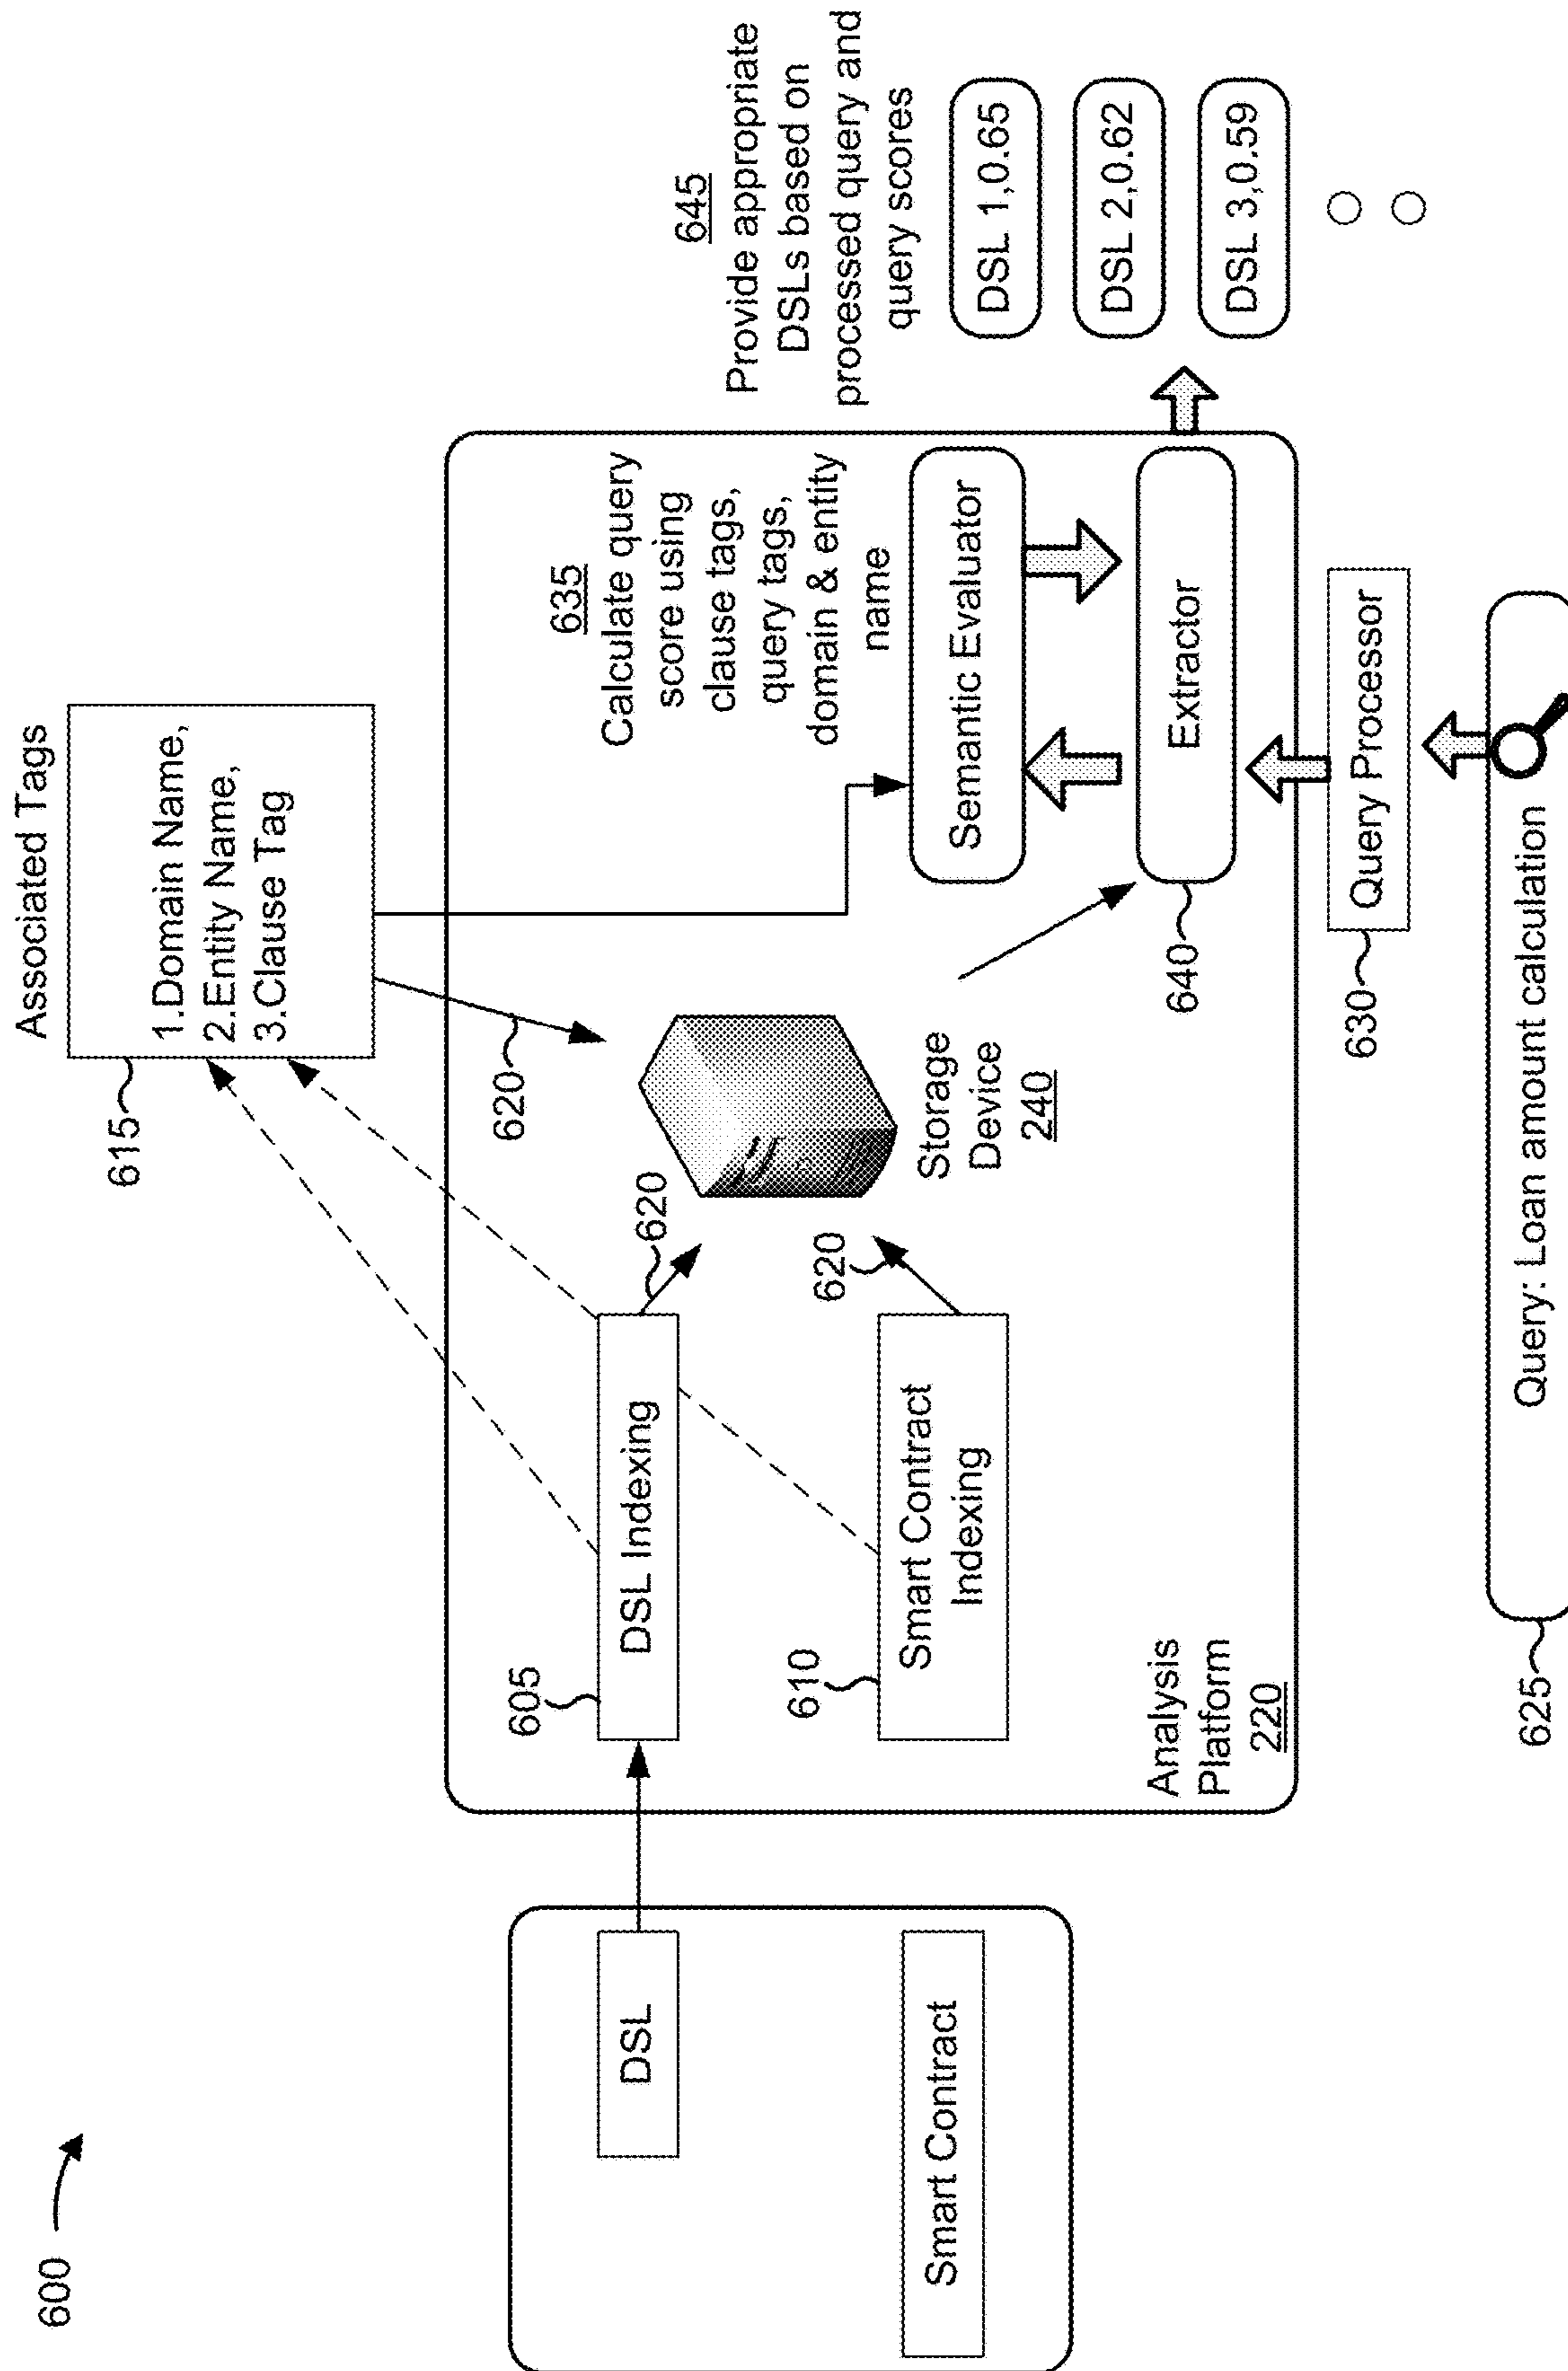 600
DSL
Smart Contract
605
DSL Indexing
610
Smart Contract
Indexing
Analysis
Platform
220
Associated Tags
1.Domain Name,
2.Entity Name,
3.Clause Tag
615
620
620
620
Storage
Device
240
635
Calculate query
score using
clause tags,
query tags,
domain & entity
name
Semantic Evaluator
Extractor
640
630
Query Processor
Query: Loan amount calculation
625
645
Provide appropriate
DSLs based on
processed query and
query scores
DSL 1,0.65
DSL 2,0.62
DSL 3,0.59